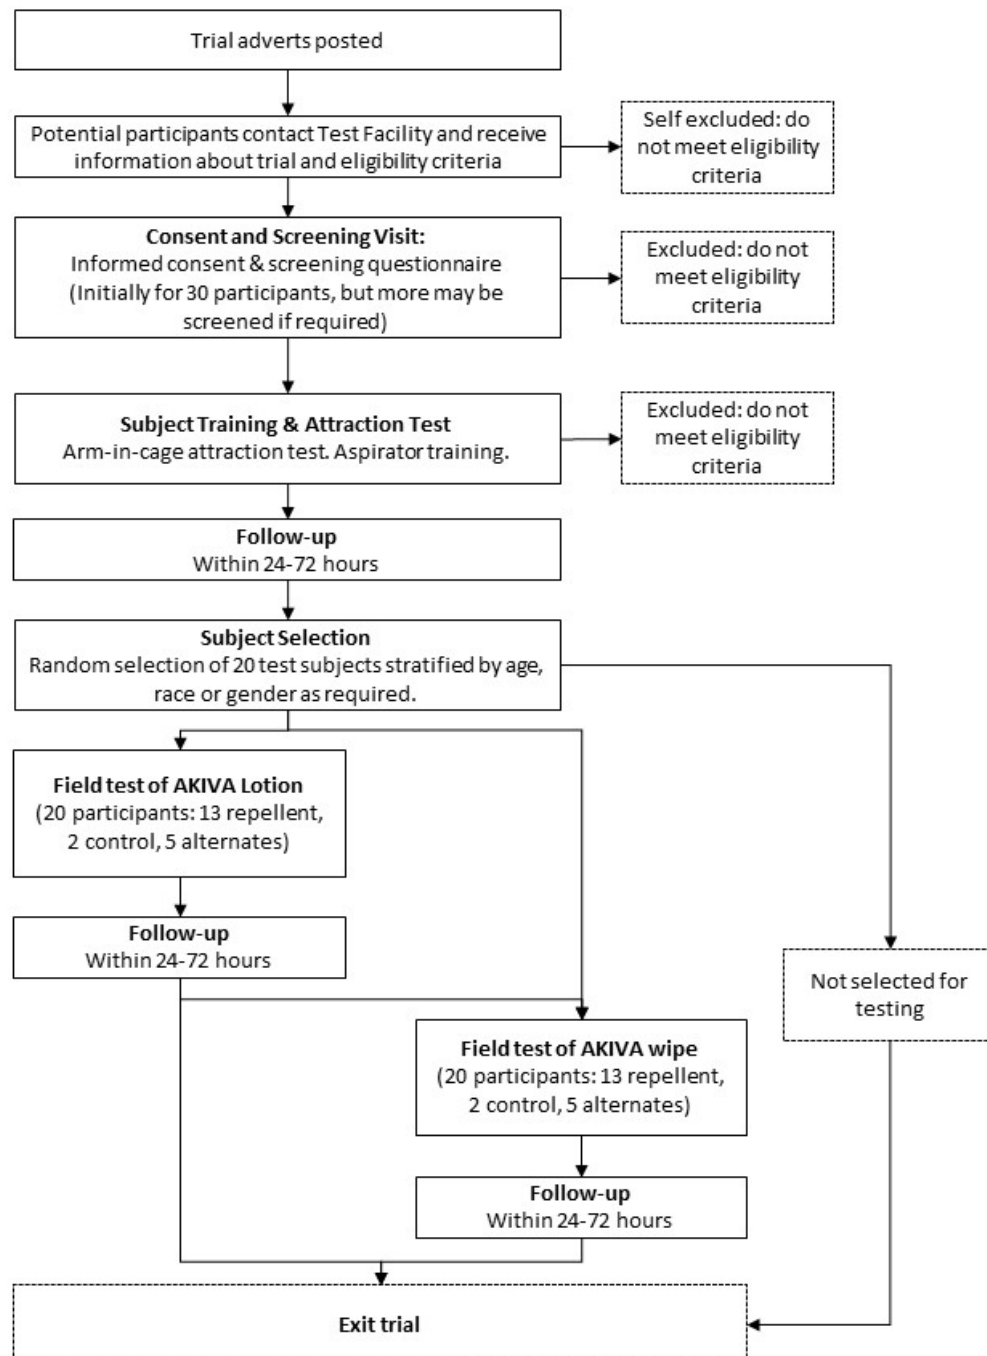 Trial adverts posted
Potential participants contact Test Facility and receive
information about trial and eligibility criteria
Self excluded: do
not meet eligibility
criteria
Consent and Screening Visit:
Informed consent & screening questionnaire
(Initially for 30 participants, but more may be
screened if required)
Excluded: do not
meet eligibility
criteria
Subject Training & Attraction Test
Arm-in-cage attraction test. Aspirator training.
Excluded: do not
meet eligibility
criteria
Follow-up
Within 24-72 hours
Subject Selection
Random selection of 20 test subjects stratified by age,
race or gender as required.
Field test of AKIVA Lotion
(20 participants: 13 repellent,
2 control, 5 alternates)
Follow-up
Within 24-72 hours
Not selected for
testing
Field test of AKIVA wipe
(20 participants: 13 repellent,
2 control, 5 alternates)
Follow-up
Within 24-72 hours
Exit trial